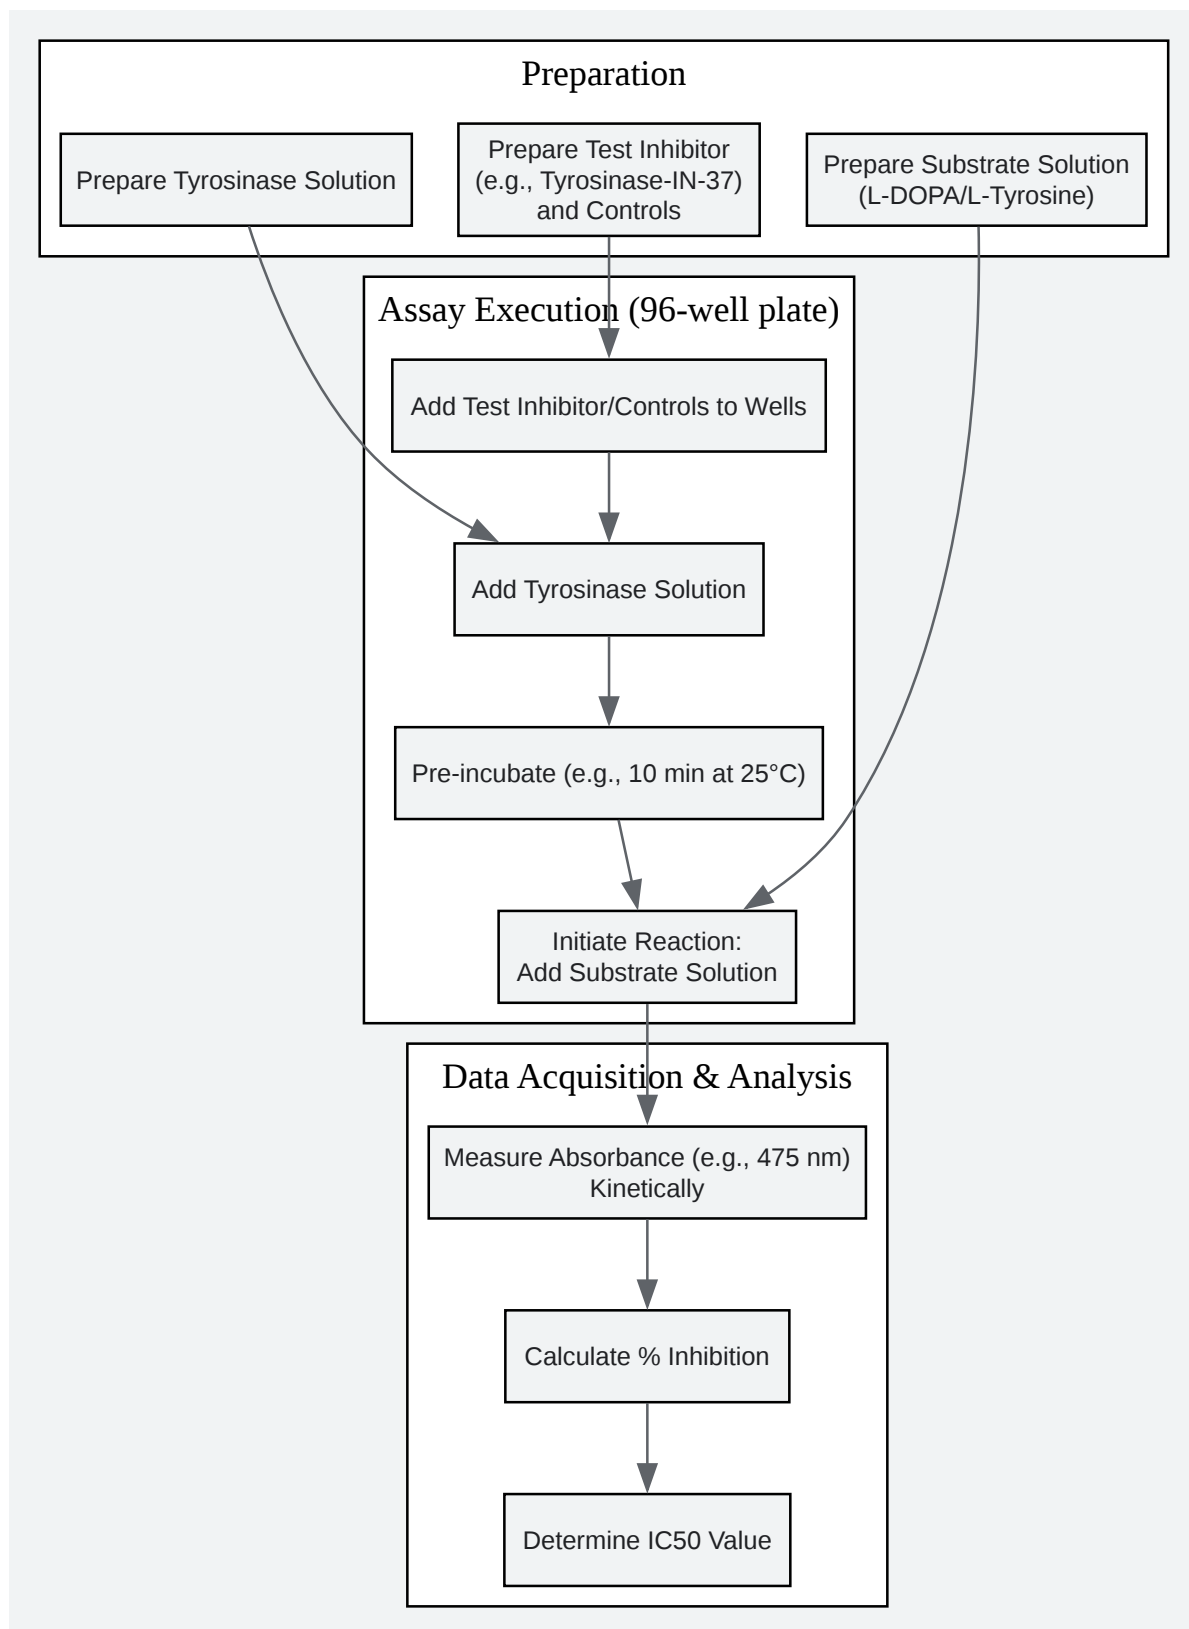 Preparation
Prepare Tyrosinase Solution
Prepare Test Inhibitor
(e.g., Tyrosinase-IN-37)
and Controls
Prepare Substrate Solution
(L-DOPA/L-Tyrosine)
Assay Execution (96-well plate)
Add Test Inhibitor/Controls to Wells
Add Tyrosinase Solution
Pre-incubate (e.g., 10 min at 25°C)
Initiate Reaction:
Add Substrate Solution
Data Acquisition & Analysis
Measure Absorbance (e.g., 475 nm)
Kinetically
Calculate % Inhibition
Determine IC50 Value